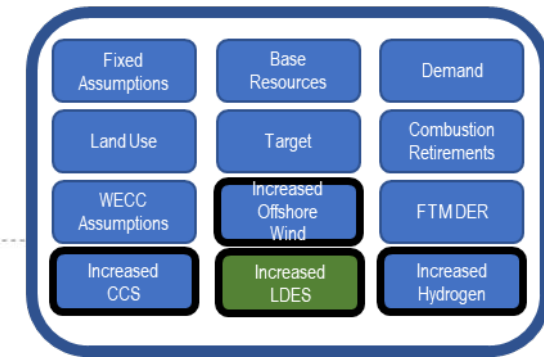 Fixed
Assumptions
Base
Resources
Demand
Land Use
Target
Combustion
Retirements
WECC
Assumptions
Increased
Offshore
Wind
FTM DER
Increased
CCS
Increased
LDES
Increased
Hydrogen